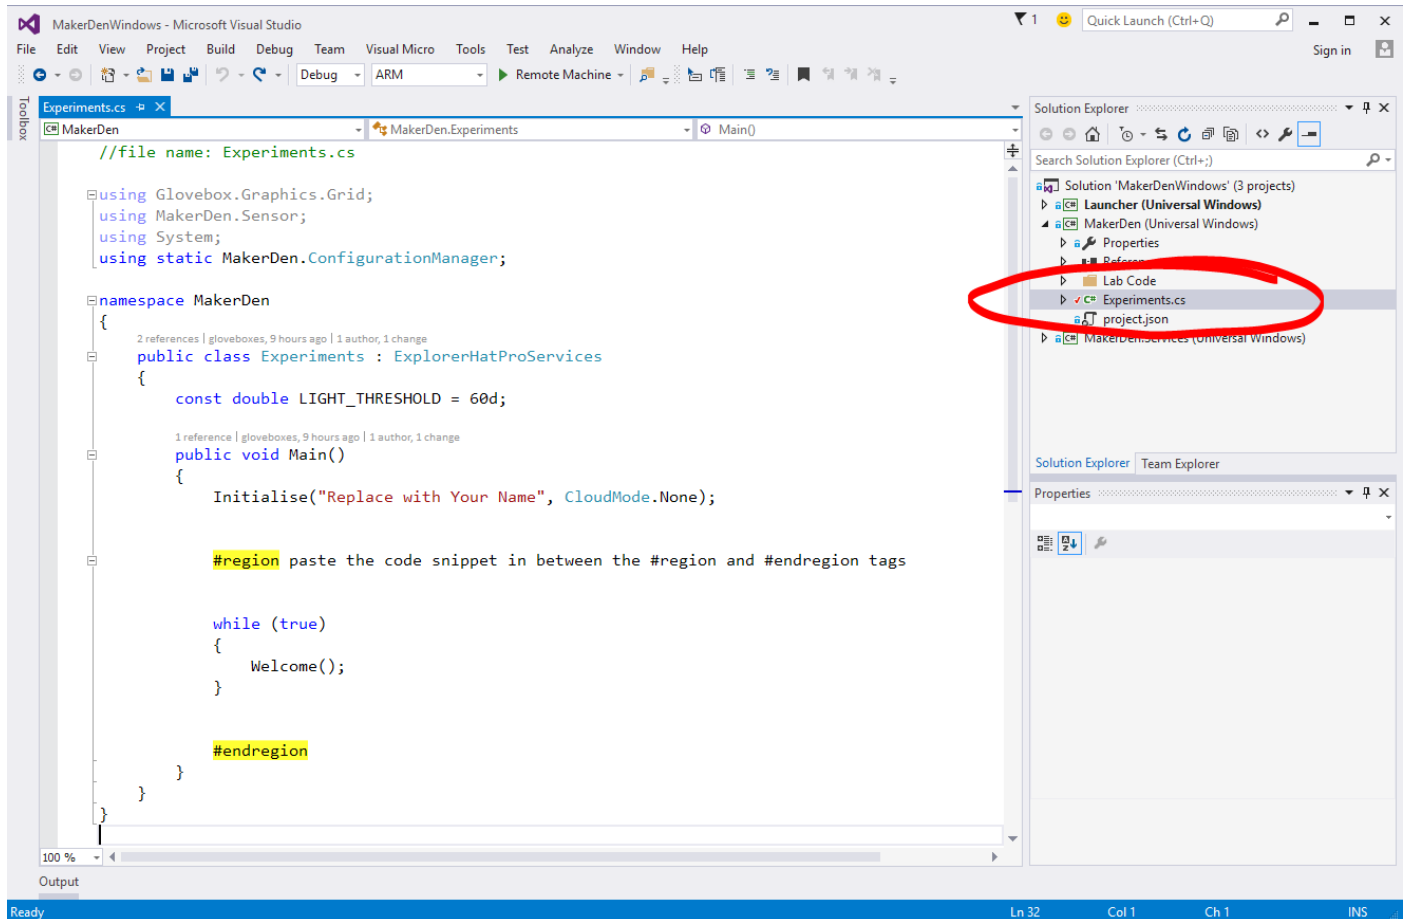 MakerDenWindows - Microsoft Visual Studio
1
Quick Launch (Ctrl+Q)
File Edit View Project Build Debug Team Visual Micro Tools Test Analyze Window Help
Sign in
Debug ARM Remote Machine
Toolbox
Experiments.cs
MakerDen MakerDen.Experiments Main()
//file name: Experiments.cs
using Glovebox.Graphics.Grid;
using MakerDen.Sensor;
using System;
using static MakerDen.ConfigurationManager;
namespace MakerDen
{
2 references | gloveboxes, 9 hours ago | 1 author, 1 change
public class Experiments : ExplorerHatProServices
{
const double LIGHT_THRESHOLD = 60d;
1 reference | gloveboxes, 9 hours ago | 1 author, 1 change
public void Main()
{
Initialise("Replace with Your Name", CloudMode.None);
#region paste the code snippet in between the #region and #endregion tags
while (true)
{
Welcome();
}
#endregion
}
}
}
100 %
Output
Solution Explorer
Search Solution Explorer (Ctrl+;)
Solution 'MakerDenWindows' (3 projects)
C# Launcher (Universal Windows)
C# MakerDen (Universal Windows)
Properties
Lab Code
C# Experiments.cs
project.json
C# MakerDen.Services (Universal Windows)
Solution Explorer Team Explorer
Properties
Ready Ln 32 Col 1 Ch 1 INS